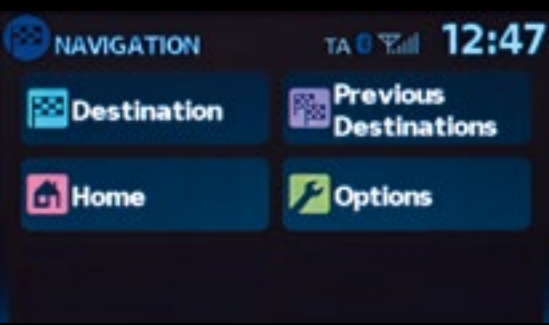 NAVIGATION TA 12:47
Destination
Previous
Destinations
Home
Options